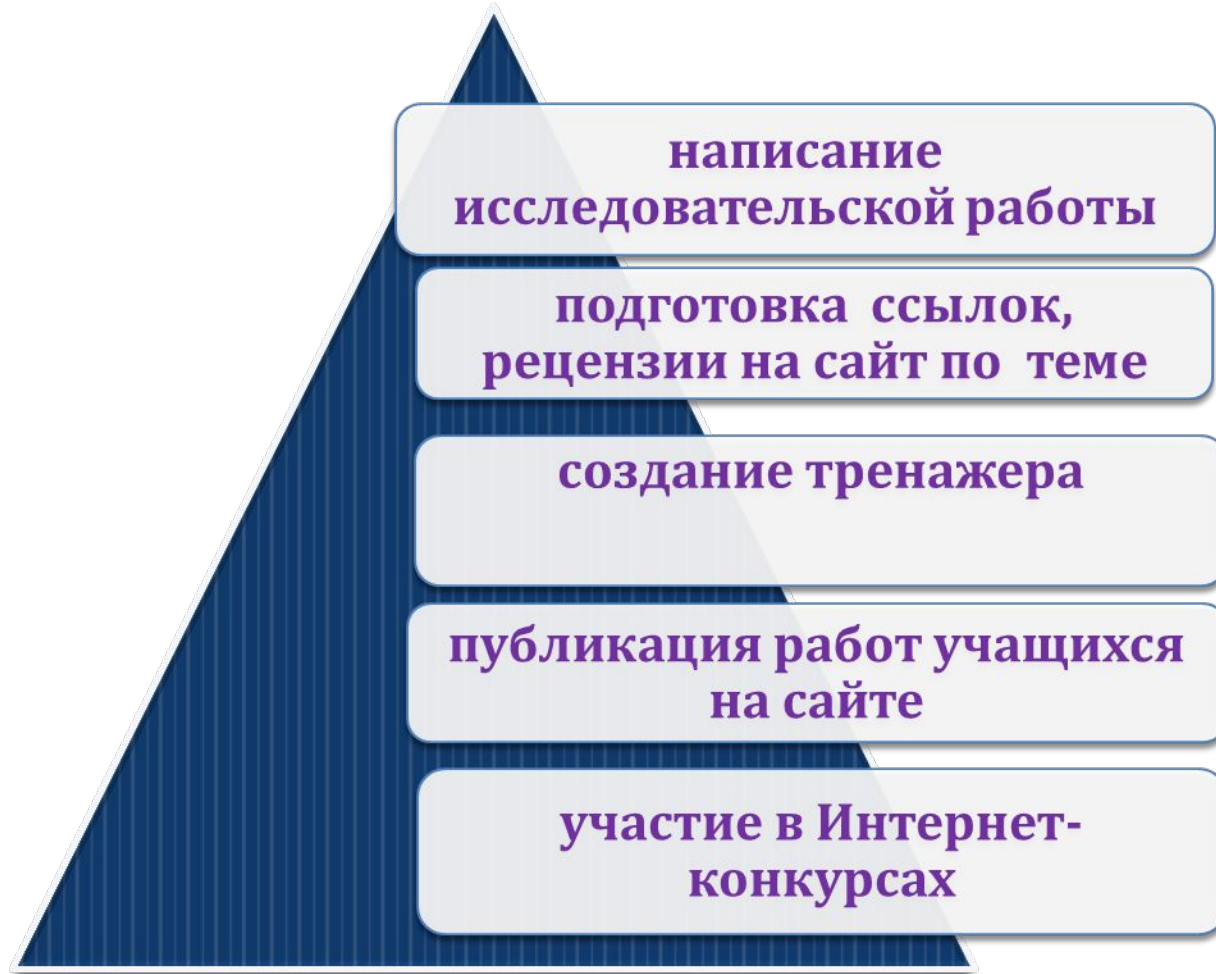 написание
исследовательской работы
подготовка ссылок,
рецензии на сайт по теме
создание тренажера
публикация работ учащихся
на сайте
участие в Интернет-
конкурсах